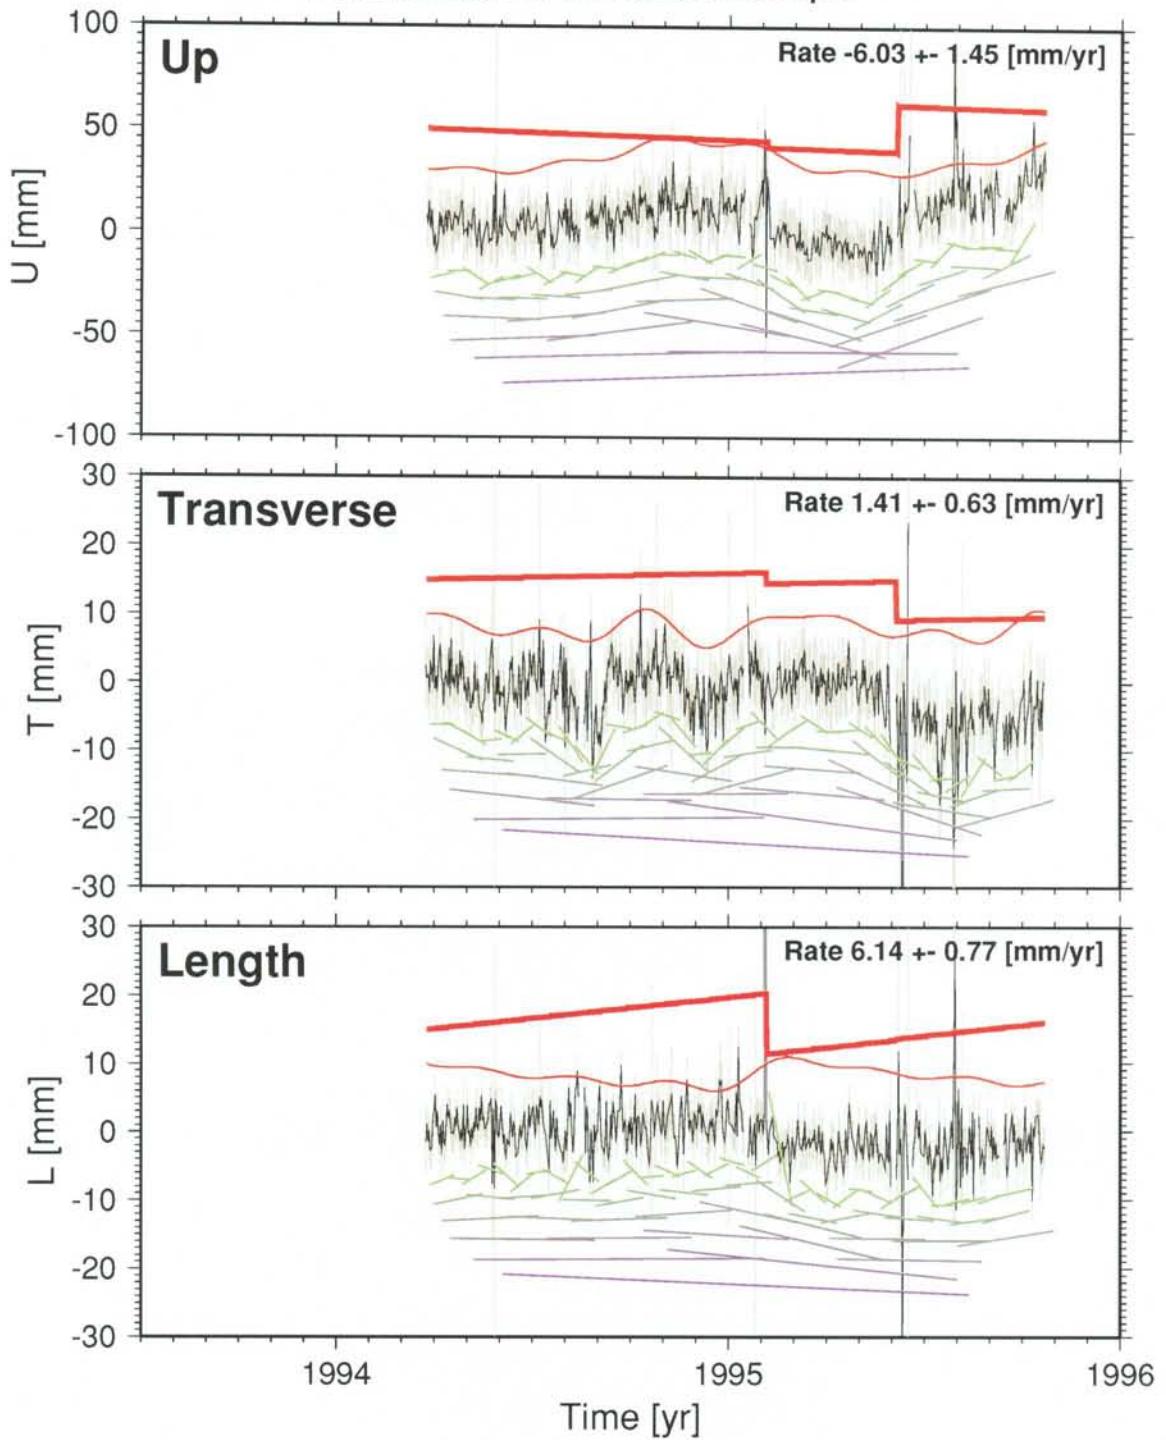 100
Up
Rate -6.03 +- 1.45 [mm/yr]
50
0
-50
-100
U [mm]
30
Transverse
Rate 1.41 +- 0.63 [mm/yr]
20
10
0
-10
-20
-30
T [mm]
30
Length
Rate 6.14 +- 0.77 [mm/yr]
20
10
0
-10
-20
-30
L [mm]
1994 1995 1996
Time [yr]